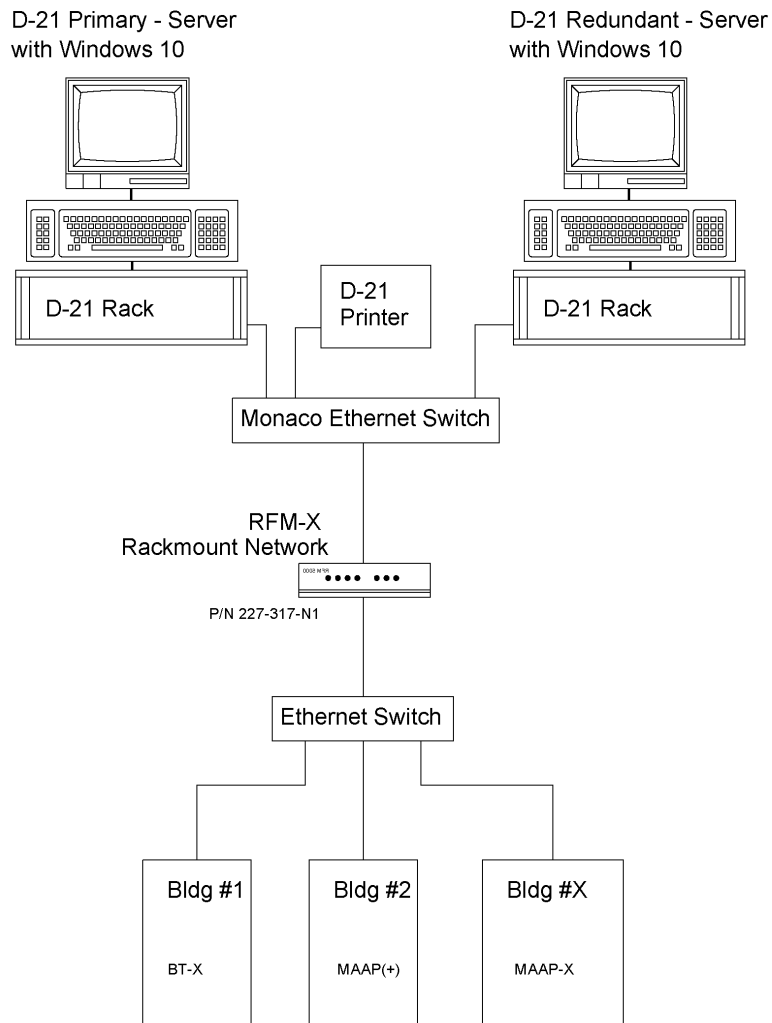 D-21 Primary - Server
with Windows 10
D-21 Redundant - Server
with Windows 10
D-21 Rack
D-21
Printer
D-21 Rack
Monaco Ethernet Switch
RFM-X
Rackmount Network
P/N 227-317-N1
Ethernet Switch
Bldg #1
Bldg #2
Bldg #X
BT-X
MAAP(+)
MAAP-X